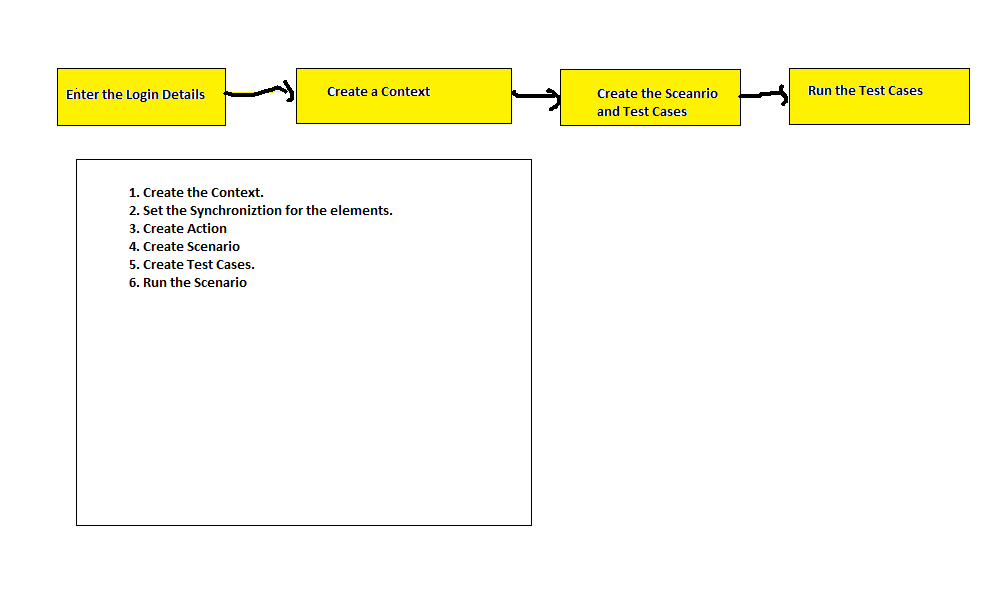 Enter the Login Details
Create a Context
Create the Sceanrio
and Test Cases
Run the Test Cases
1. Create the Context.
2. Set the Synchroniztion for the elements.
3. Create Action
4. Create Scenario
5. Create Test Cases.
6. Run the Scenario